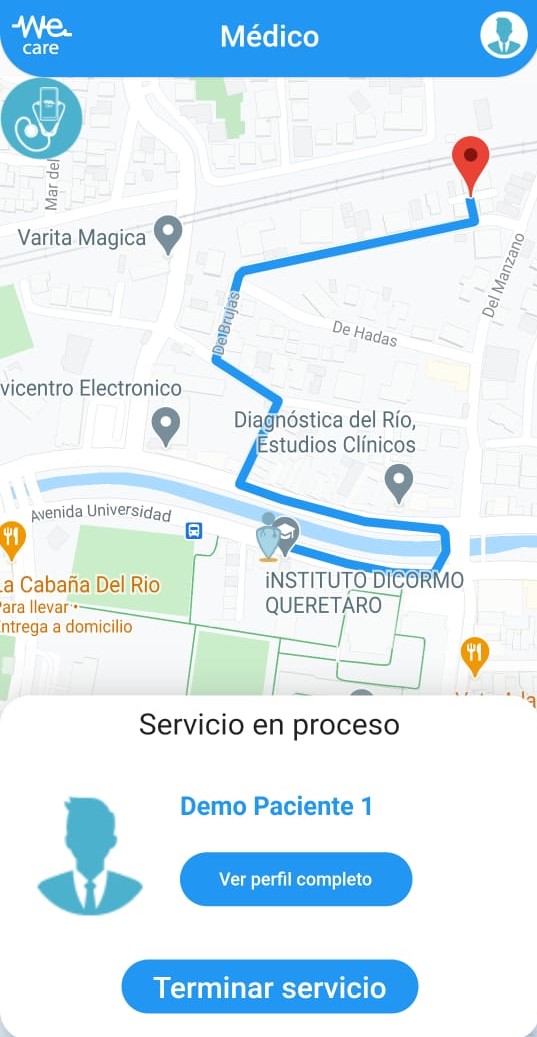 We
care
Médico
Mar del
Varita Magica
Del Manzano
Del Brujas
De Hadas
vicentro Electronico
Diagnóstica del Río,
Estudios Clínicos
Avenida Universidad
iNSTITUTO DICORMO
QUERETARO
La Cabaña Del Rio
Para llevar •
Entrega a domicilio
Servicio en proceso
Demo Paciente 1
Ver perfil completo
Terminar servicio